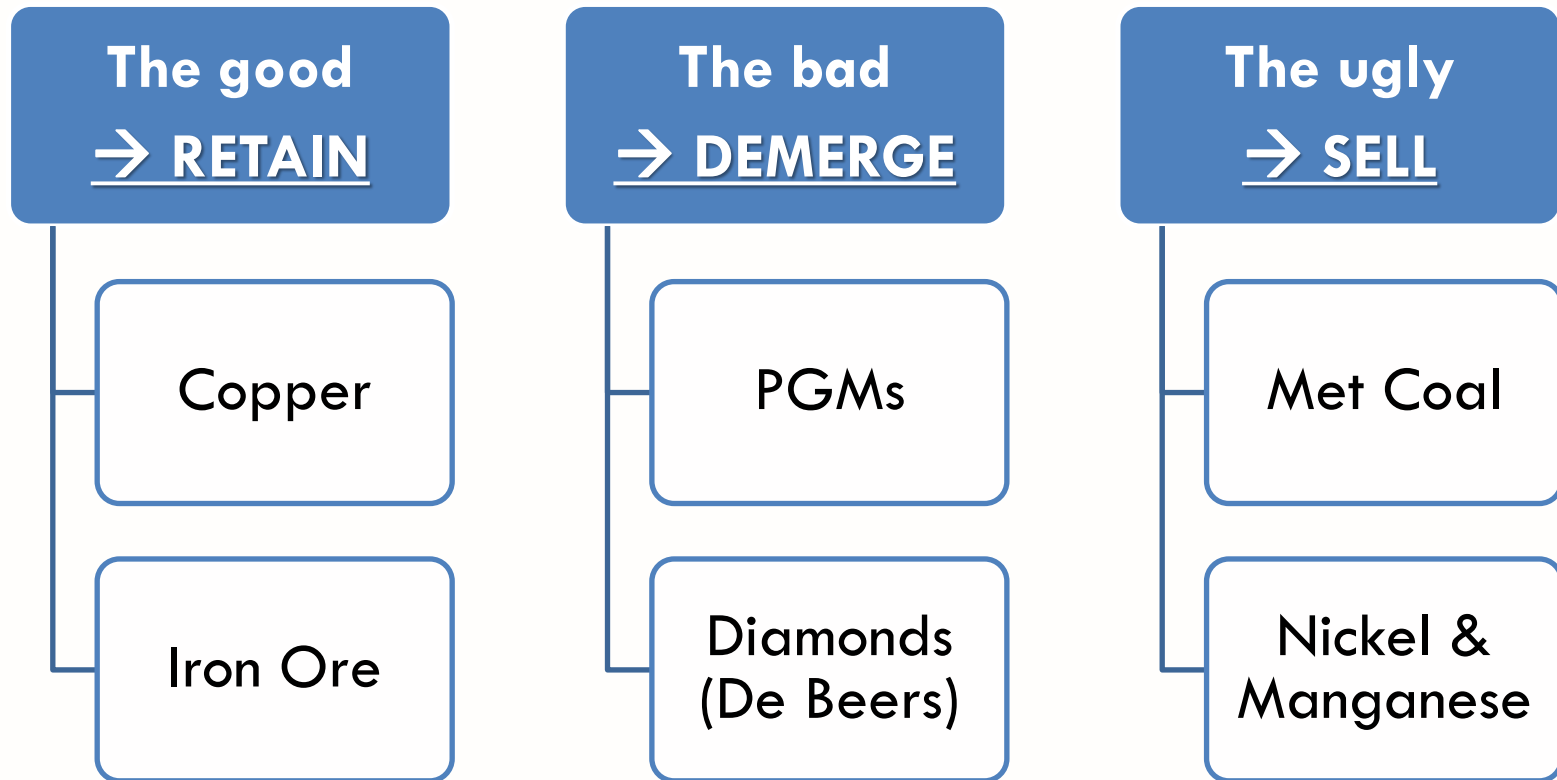 The good
→ RETAIN
Copper
Iron Ore
The bad
→ DEMERGE
PGMs
Diamonds
(De Beers)
The ugly
→ SELL
Met Coal
Nickel &
Manganese